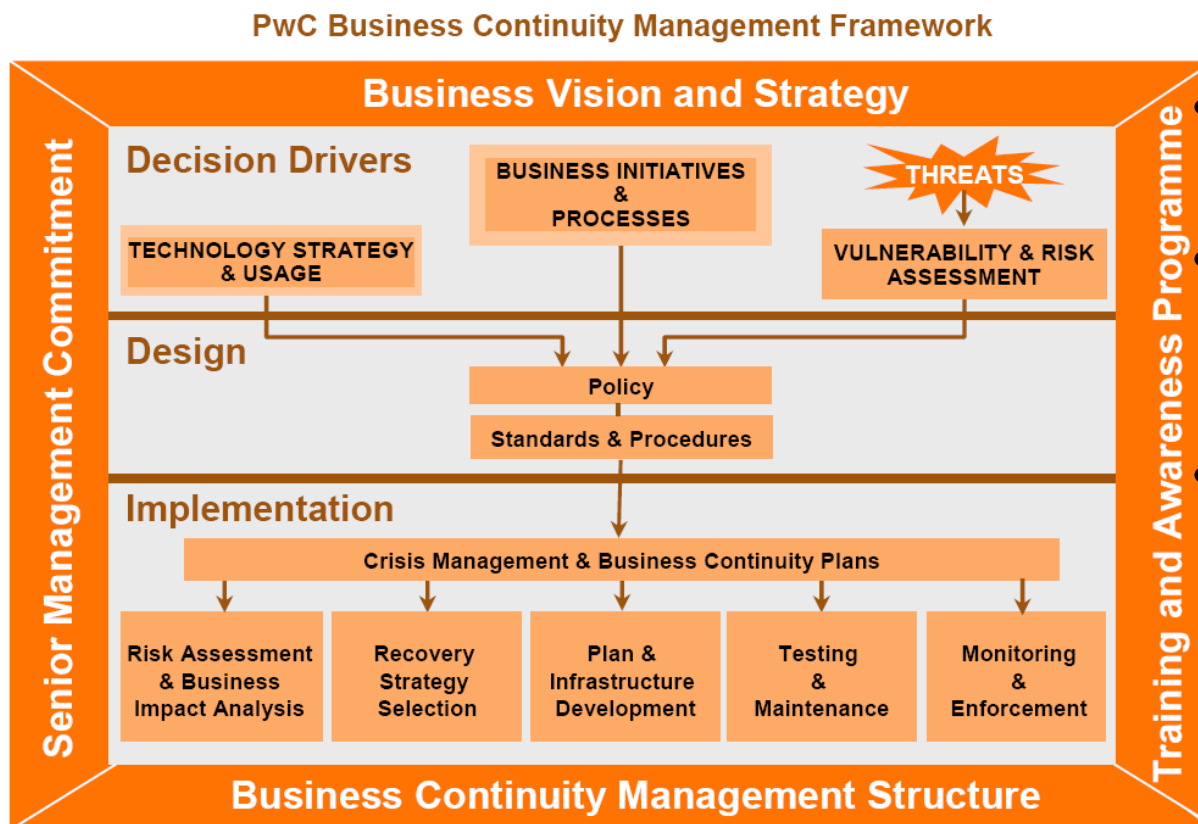 PwC Business Continuity Management Framework
Business Vision and Strategy
Senior Management Commitment
Training and Awareness Programme
Decision Drivers
BUSINESS INITIATIVES
&
PROCESSES
THREATS
TECHNOLOGY STRATEGY
& USAGE
VULNERABILITY & RISK
ASSESSMENT
Design
Policy
Standards & Procedures
Implementation
Crisis Management & Business Continuity Plans
Risk Assessment
& Business
Impact Analysis
Recovery
Strategy
Selection
Plan &
Infrastructure
Development
Testing
&
Maintenance
Monitoring
&
Enforcement
Business Continuity Management Structure